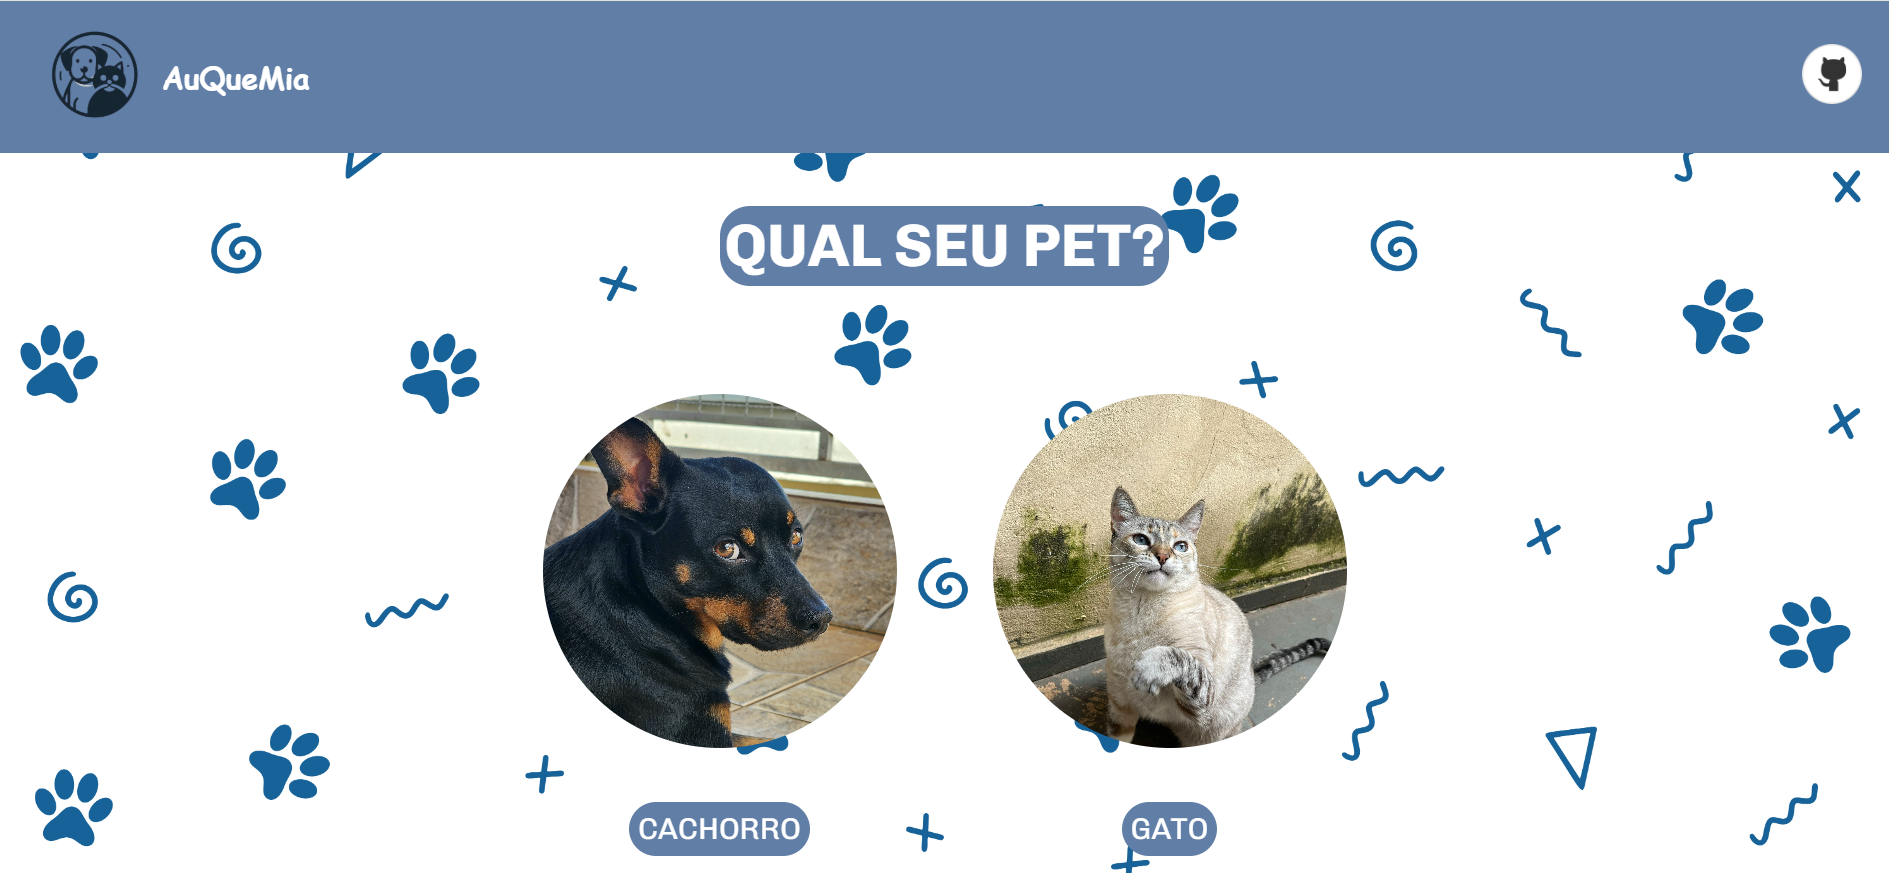 AuQueMia
QUAL SEU PET?
CACHORRO
GATO